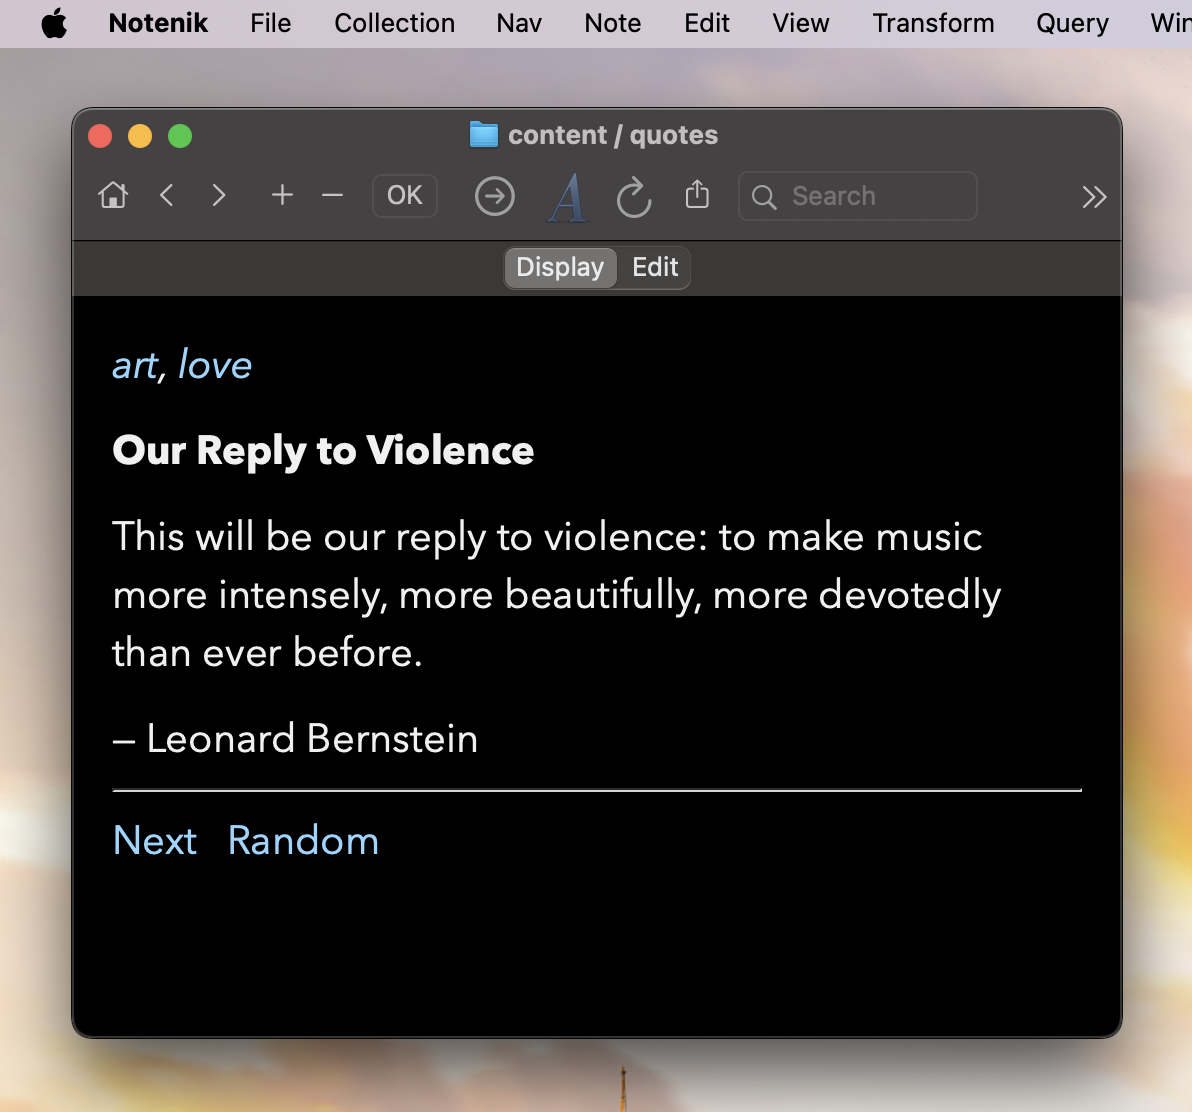 Notenik File Collection Nav Note Edit View Transform Query Win
content / quotes
OK A Search
Display Edit
art, love
Our Reply to Violence
This will be our reply to violence: to make music
more intensely, more beautifully, more devotedly
than ever before.
– Leonard Bernstein
Next Random